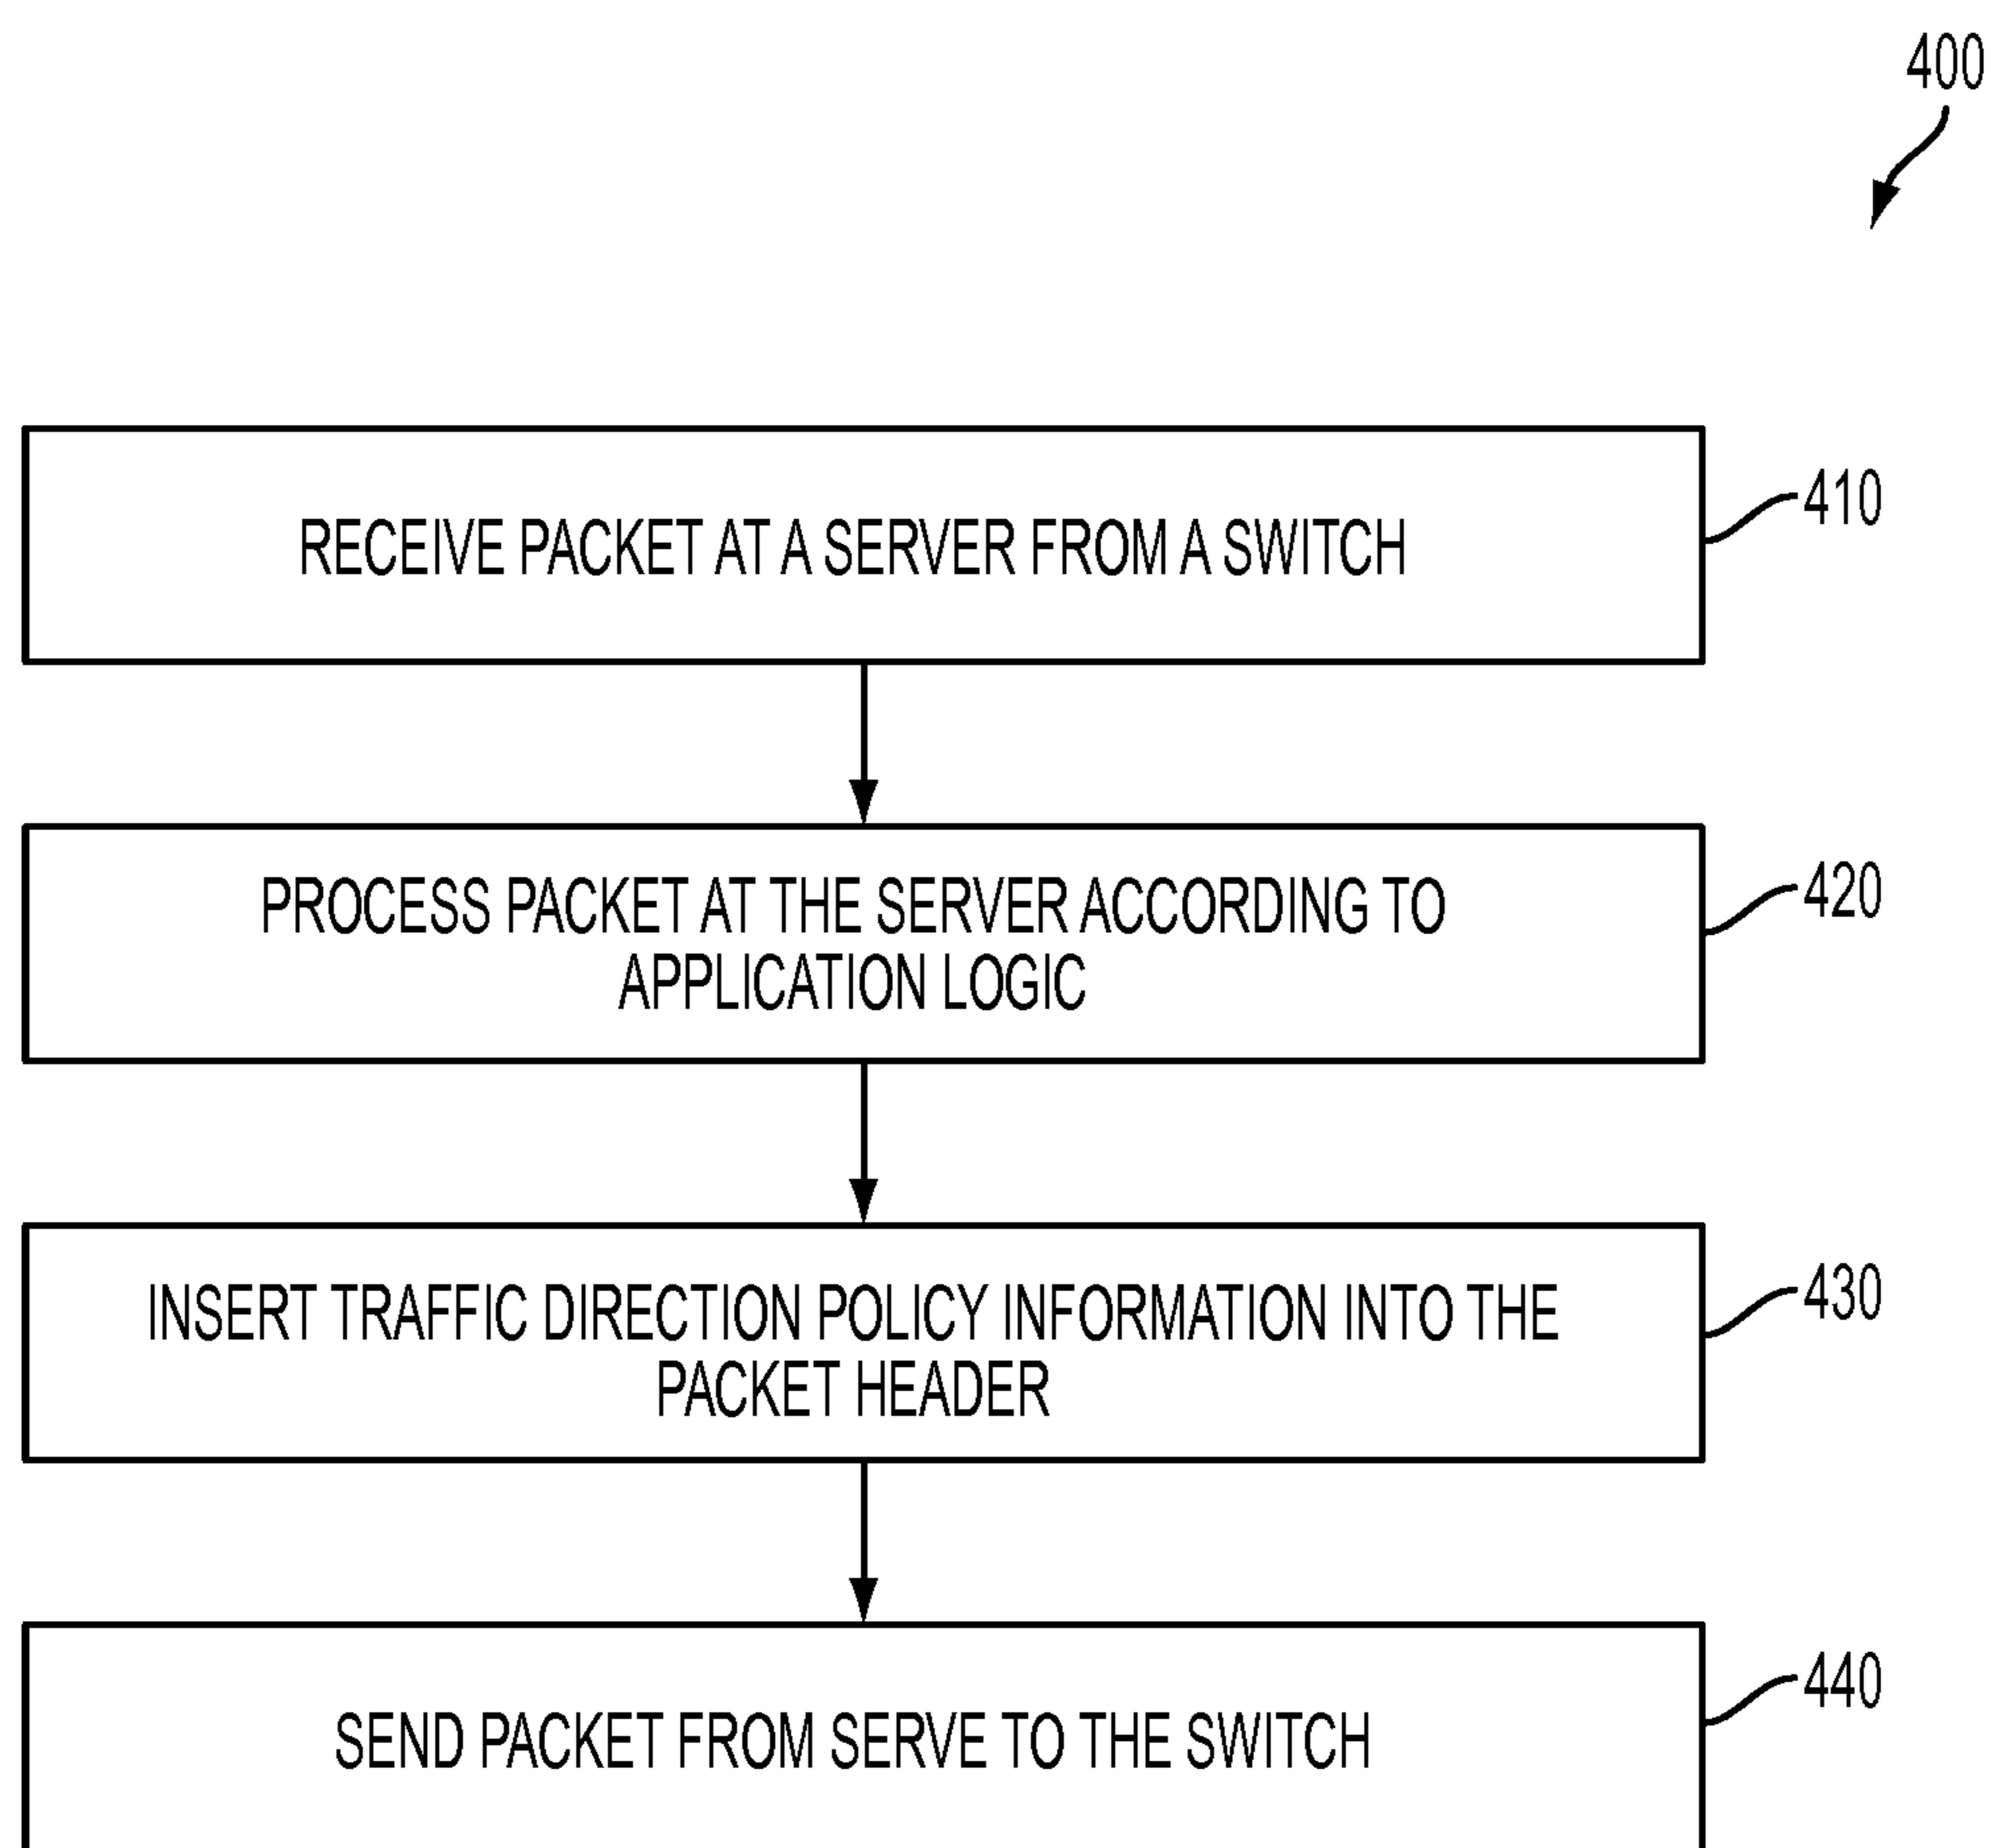 400
RECEIVE PACKET AT A SERVER FROM A SWITCH
410
PROCESS PACKET AT THE SERVER ACCORDING TO
APPLICATION LOGIC
420
INSERT TRAFFIC DIRECTION POLICY INFORMATION INTO THE
PACKET HEADER
430
SEND PACKET FROM SERVE TO THE SWITCH
440